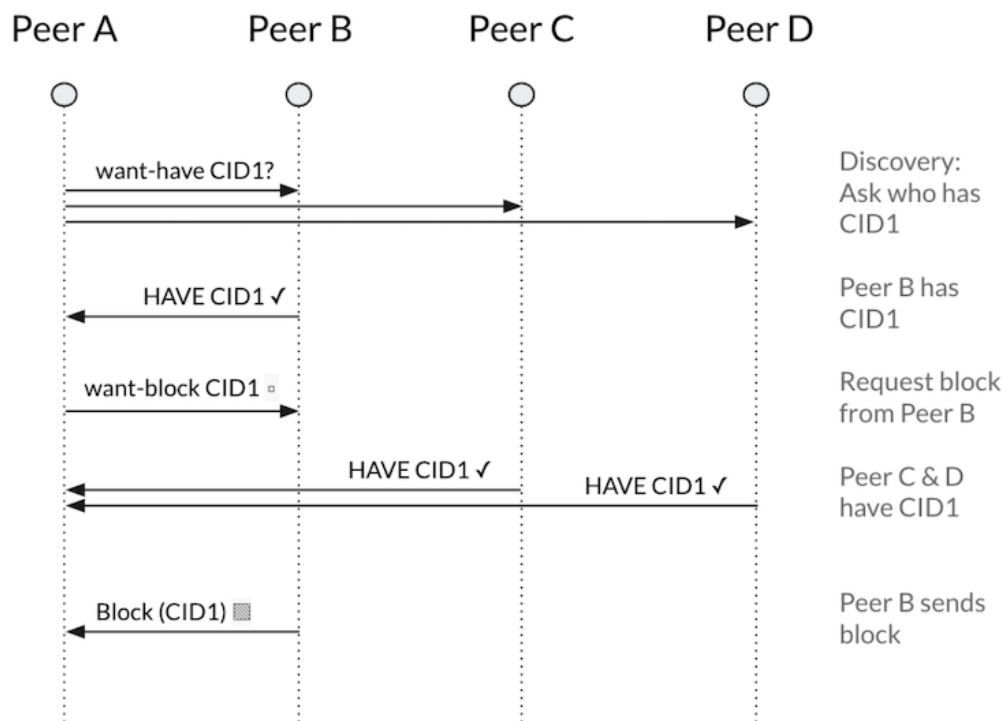 Peer A Peer B Peer C Peer D
want-have CID1?
Discovery:
Ask who has
CID1
HAVE CID1 ✓
Peer B has
CID1
want-block CID1
Request block
from Peer B
HAVE CID1 ✓
HAVE CID1 ✓
Peer C & D
have CID1
Block (CID1)
Peer B sends
block